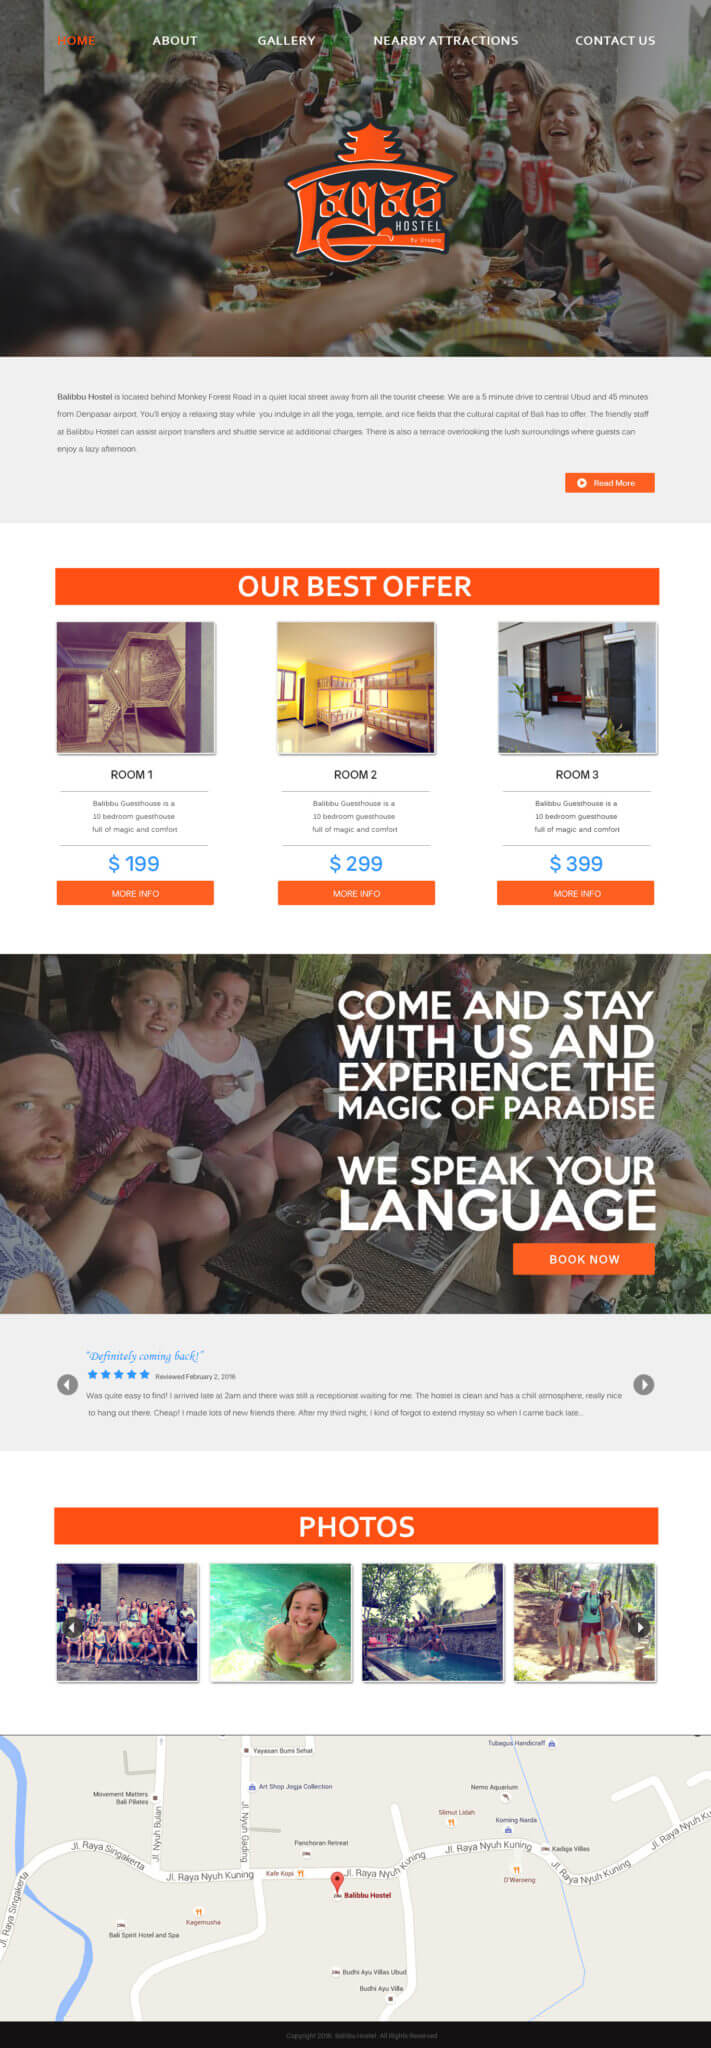 HOME
ABOUT
GALLERY
NEARBY ATTRACTIONS
CONTACT US
Lagas
HOSTEL
Balibbu Hostel is located behind Monkey Forest Road in a quiet local street away from all the tourist cheese. We are a 5 minute drive to central Ubud and 45 minutes
from Denpasar airport. You'll enjoy a relaxing stay while you indulge in all the yoga, temple, and rice fields that the cultural capital of Bali has to offer. The friendly staff
at Balibbu Hostel can assist airport transfers and shuttle service at additional charges. There is also a terrace overlooking the lush surroundings where guests can
enjoy a lazy afternoon.
Read More
OUR BEST OFFER
ROOM 1
Balibbu Guesthouse is a
10 bedroom guesthouse
full of magic and comfort
$ 199
MORE INFO
ROOM 2
Balibbu Guesthouse is a
10 bedroom guesthouse
full of magic and comfort
$ 299
MORE INFO
ROOM 3
Balibbu Guesthouse is a
10 bedroom guesthouse
full of magic and comfort
$ 399
MORE INFO
COME AND STAY
WITH US AND
EXPERIENCE THE
MAGIC OF PARADISE
WE SPEAK YOUR
LANGUAGE
BOOK NOW
"Definitely coming back!"
Reviewed February 2, 2016
Was quite easy to find! I arrived late at 2am and there was still a receptionist waiting for me. The hostel is clean and has a chill atmosphere, really nice
to hang out there. Cheap! I made lots of new friends there. After my third night, I kind of forgot to extend mystay so when I came back late...
PHOTOS
Tubagus Handicraft
Yayasan Bumi Sehat
Art Shop Jogja Collection
Nemo Aquarium
Movement Matters
Bali Pilates
Slimut Lidah
Koming Narda
Jl. Nyuh Bulan
Jl. Nyuh Gading
Panchoran Retreat
Jl. Raya Nyuh Kuning
Kadiga Villas
Jl. Raya Nyuh Kuning
Jl. Raya Nyuh Ku
Jl. Raya Singakerta
Jl. Raya Nyuh Kuning
Kafe Kopi
Jl. Raya Nyuh Kuning
D'Waroeng
Balibbu Hostel
Jl. Raya Singakerta
Kagemusha
Bali Spirit Hotel and Spa
Budhi Ayu Villas Ubud
Budhi Ayu Villa
Copyright 2016. Balibbu Hostel. All Rights Reserved